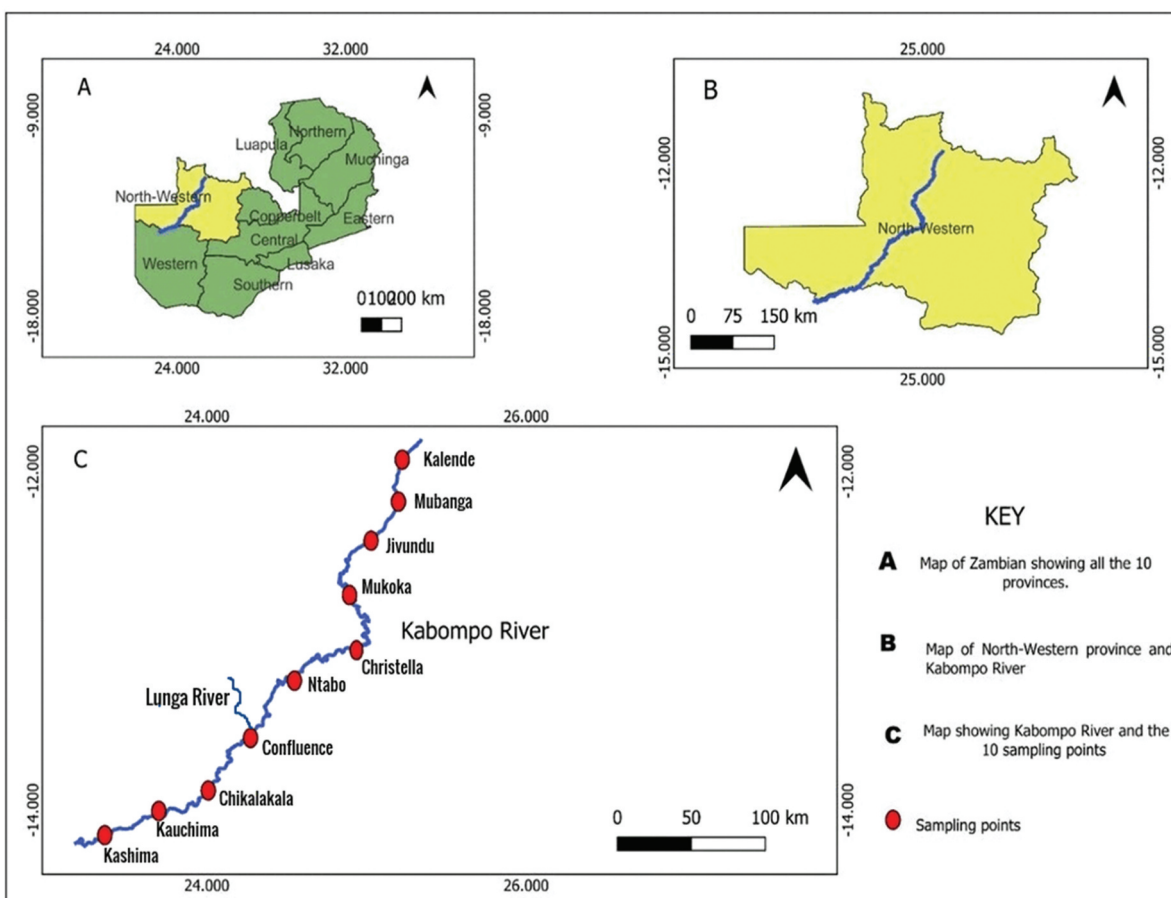 24.000 32.000
A
-9.000 -9.000
Northern
Luapula
Muchinga
North-Western
Copperbelt
Eastern
Central
Western
Lusaka
Southern
0100200 km
-18.000 -18.000
24.000 32.000
25.000
B
-12.000 -12.000
North-Western
0 75 150 km
-15.000 -15.000
25.000
24.000 26.000
C
-12.000 -12.000
Kalende
Mubanga
Jivundu
Mukoka
Kabompo River
Christella
Ntabo
Lunga River
Confluence
Chikalakala
Kauchima
Kashima
0 50 100 km
-14.000 -14.000
24.000 26.000
KEY
A Map of Zambian showing all the 10
provinces.
B Map of North-Western province and
Kabompo River
C Map showing Kabompo River and the
10 sampling points
Sampling points